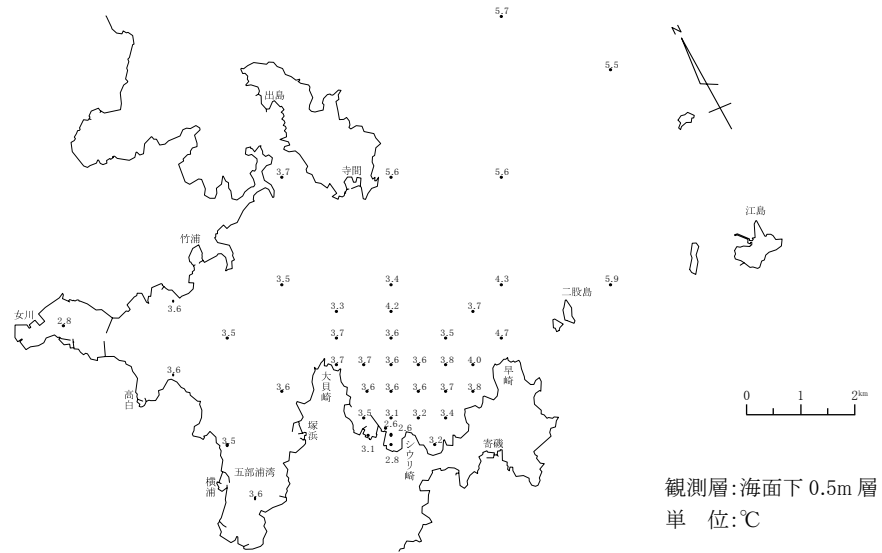 5.7
5.5
N
出島
3.7
寺間
5.6
5.6
江島
竹浦
3.5
3.4
4.3
5.9
二股島
3.6
3.3
4.2
3.7
女川
2.8
3.5
3.7
3.6
3.5
4.7
3.6
3.7
3.7
3.6
3.6
3.8
4.0
早崎
大貝崎
高白
3.6
3.6
3.6
3.6
3.7
3.8
0 1 2km
3.5
3.1
3.2
3.4
塚浜
2.6
2.6
3.5
3.1
シウリ崎
3.2
寄磯
2.8
五部浦湾
横浦
3.6
観測層:海面下 0.5m 層
単 位:℃